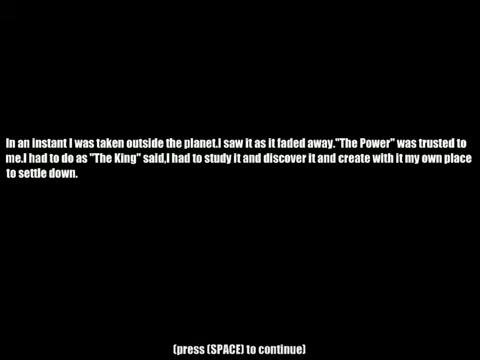 In an instant I was taken outside the planet.I saw it as it faded away."The Power" was trusted to
me.I had to do as "The King" said,I had to study it and discover it and create with it my own place
to settle down.
(press (SPACE) to continue)